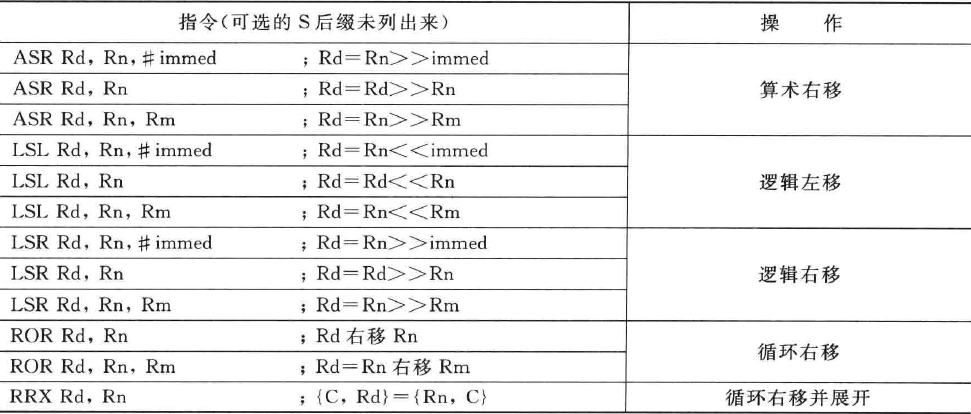 指令(可选的 S 后缀未列出来) 操 作
ASR Rd, Rn,#immed ; Rd=Rn>>immed
ASR Rd, Rn ; Rd=Rd>>Rn
算术右移
ASR Rd, Rn, Rm ; Rd=Rn>>Rm
LSL Rd, Rn,#immed ; Rd=Rn<<immed
LSL Rd, Rn ; Rd=Rd<<Rn
逻辑左移
LSL Rd, Rn, Rm ; Rd=Rn<<Rm
LSR Rd, Rn,#immed ; Rd=Rn>>immed
LSR Rd, Rn ; Rd=Rd>>Rn
逻辑右移
LSR Rd, Rn, Rm ; Rd=Rn>>Rm
ROR Rd, Rn ; Rd 右移 Rn
循环右移
ROR Rd, Rn, Rm ; Rd=Rn 右移 Rm
RRX Rd, Rn ; {C, Rd}={Rn, C} 循环右移并展开